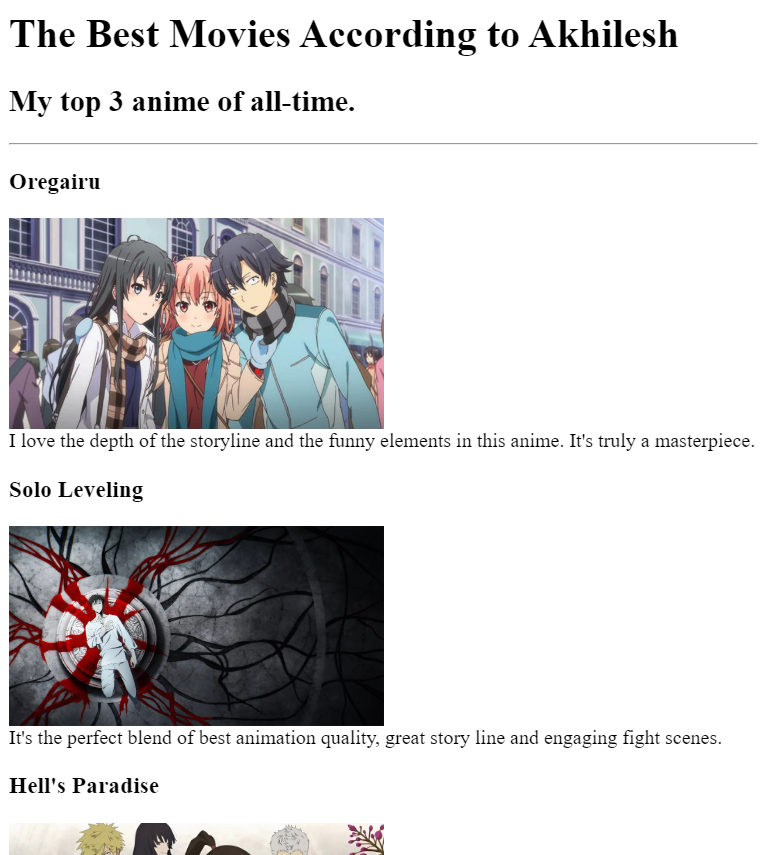 The Best Movies According to Akhilesh
My top 3 anime of all-time.
Oregairu
I love the depth of the storyline and the funny elements in this anime. It's truly a masterpiece.
Solo Leveling
It's the perfect blend of best animation quality, great story line and engaging fight scenes.
Hell's Paradise